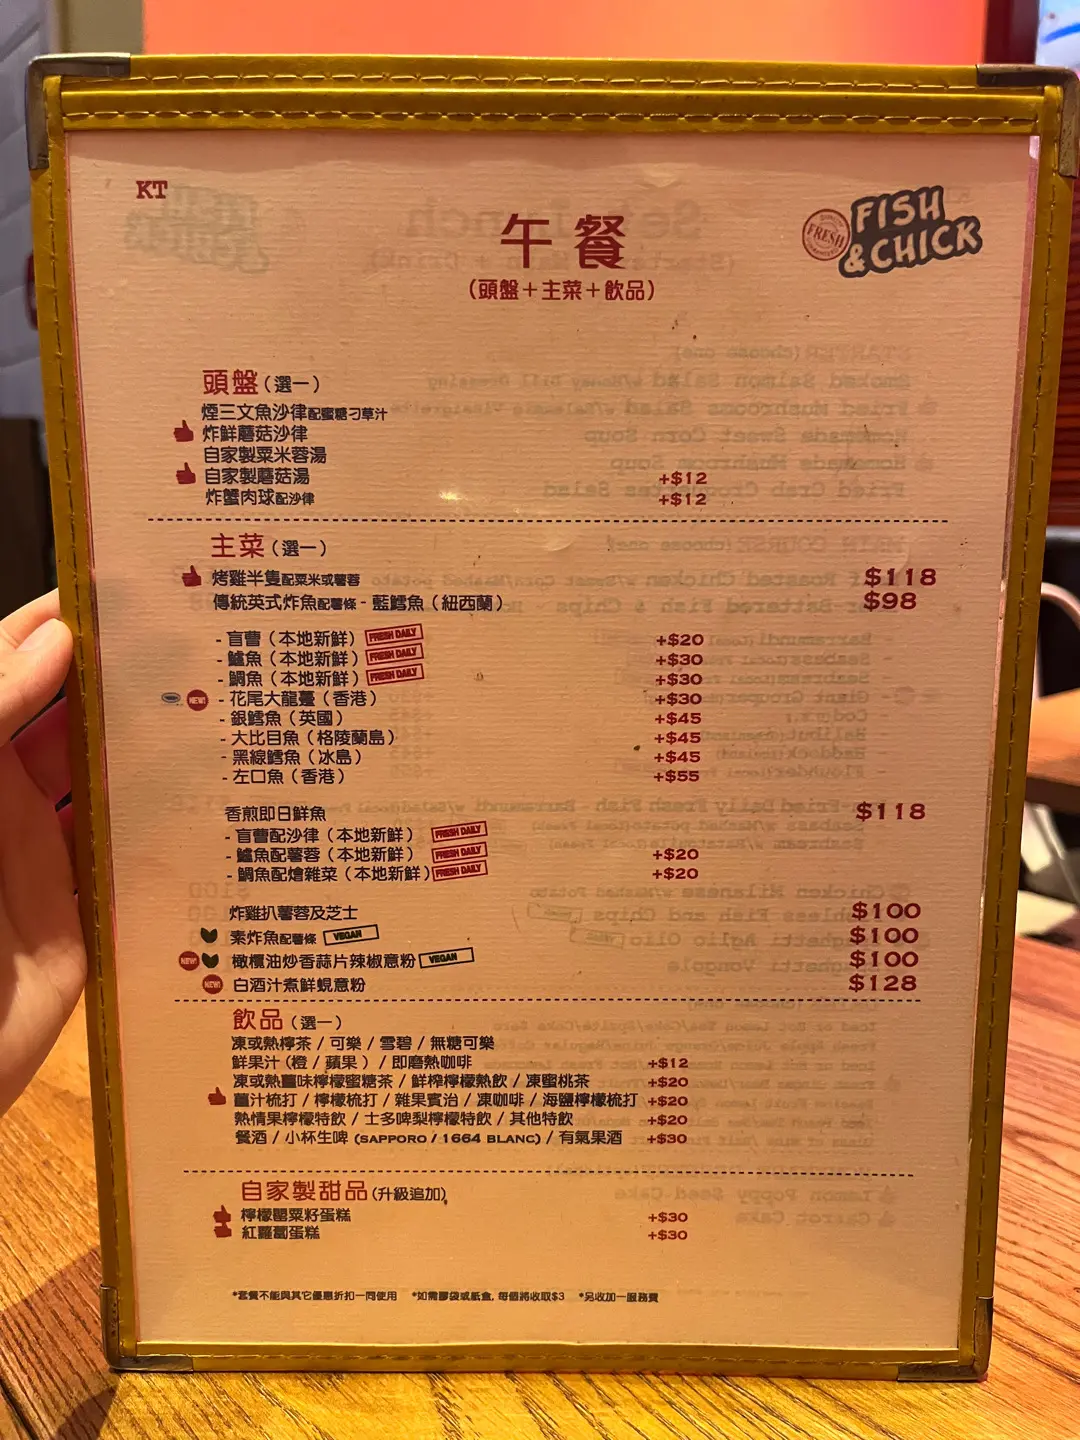 KT
FRESH
FISH
&CHICK
午餐
(頭盤+主菜+飲品)
頭盤(選一)
煙三文魚沙律配蜜糖刁草汁
炸鮮蘑菇沙律
自家製粟米蓉湯
自家製蘑菇湯 +$12
炸蟹肉球配沙律 +$12
主菜(選一)
烤雞半隻配粟米或薯蓉 $118
傳統英式炸魚配薯條 - 藍鱈魚(紐西蘭) $98
- 盲曹(本地新鮮) FRESH DAILY +$20
- 鱸魚(本地新鮮) FRESH DAILY +$30
- 鯛魚(本地新鮮) FRESH DAILY +$30
NEW! - 花尾大龍躉(香港) +$30
- 銀鱈魚(英國) +$45
- 大比目魚(格陵蘭島) +$45
- 黑線鱈魚(冰島) +$45
- 左口魚(香港) +$55
香煎即日鮮魚 $118
- 盲曹配沙律(本地新鮮) FRESH DAILY
- 鱸魚配薯蓉(本地新鮮) FRESH DAILY +$20
- 鯛魚配燴雜菜(本地新鮮) FRESH DAILY +$20
炸雞扒薯蓉及芝士 $100
素炸魚配薯條 VEGAN $100
NEW! 橄欖油炒香蒜片辣椒意粉 VEGAN $100
NEW! 白酒汁煮鮮蜆意粉 $128
飲品(選一)
凍或熱檸茶 / 可樂 / 雪碧 / 無糖可樂
鮮果汁(橙 / 蘋果) / 即磨熱咖啡 +$12
凍或熱薑味檸檬蜜糖茶 / 鮮榨檸檬熱飲 / 凍蜜桃茶 +$20
薑汁梳打 / 檸檬梳打 / 雜果賓治 / 凍咖啡 / 海鹽檸檬梳打 +$20
熱情果檸檬特飲 / 士多啤梨檸檬特飲 / 其他特飲 +$20
餐酒 / 小杯生啤 (SAPPORO / 1664 BLANC) / 有氣果酒 +$30
自家製甜品(升級追加)
檸檬罌粟籽蛋糕 +$30
紅蘿蔔蛋糕 +$30
*套餐不能與其它優惠折扣一同使用 *如需膠袋或紙盒, 每個將收取$3 *另收加一服務費